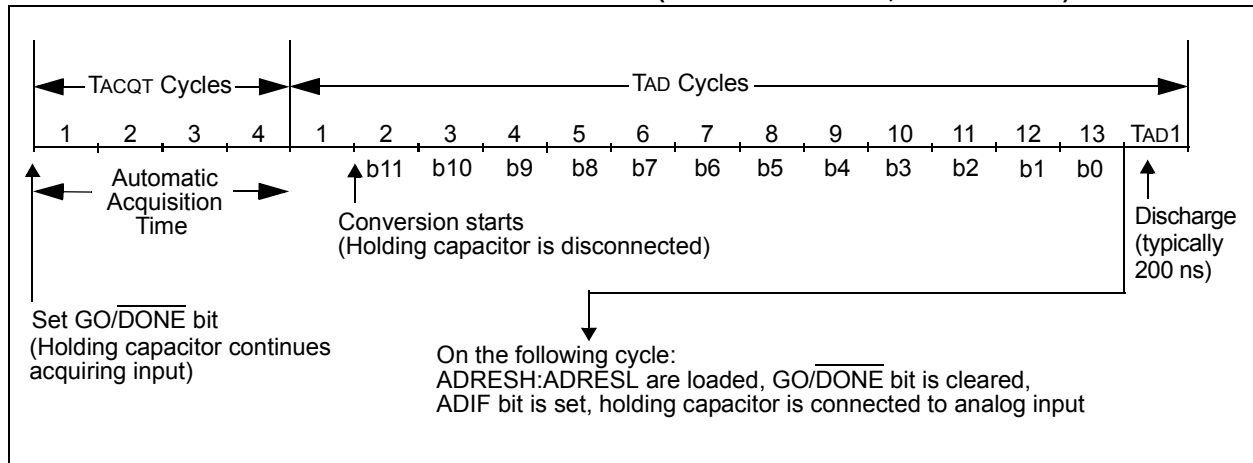 TACQT Cycles
TAD Cycles
1 2 3 4 1 2 3 4 5 6 7 8 9 10 11 12 13 TAD1
b11 b10 b9 b8 b7 b6 b5 b4 b3 b2 b1 b0
Automatic
Acquisition
Time
Conversion starts
(Holding capacitor is disconnected)
Discharge
(typically
200 ns)
Set GO/DONE bit
(Holding capacitor continues
acquiring input)
On the following cycle:
ADRESH:ADRESL are loaded, GO/DONE bit is cleared,
ADIF bit is set, holding capacitor is connected to analog input